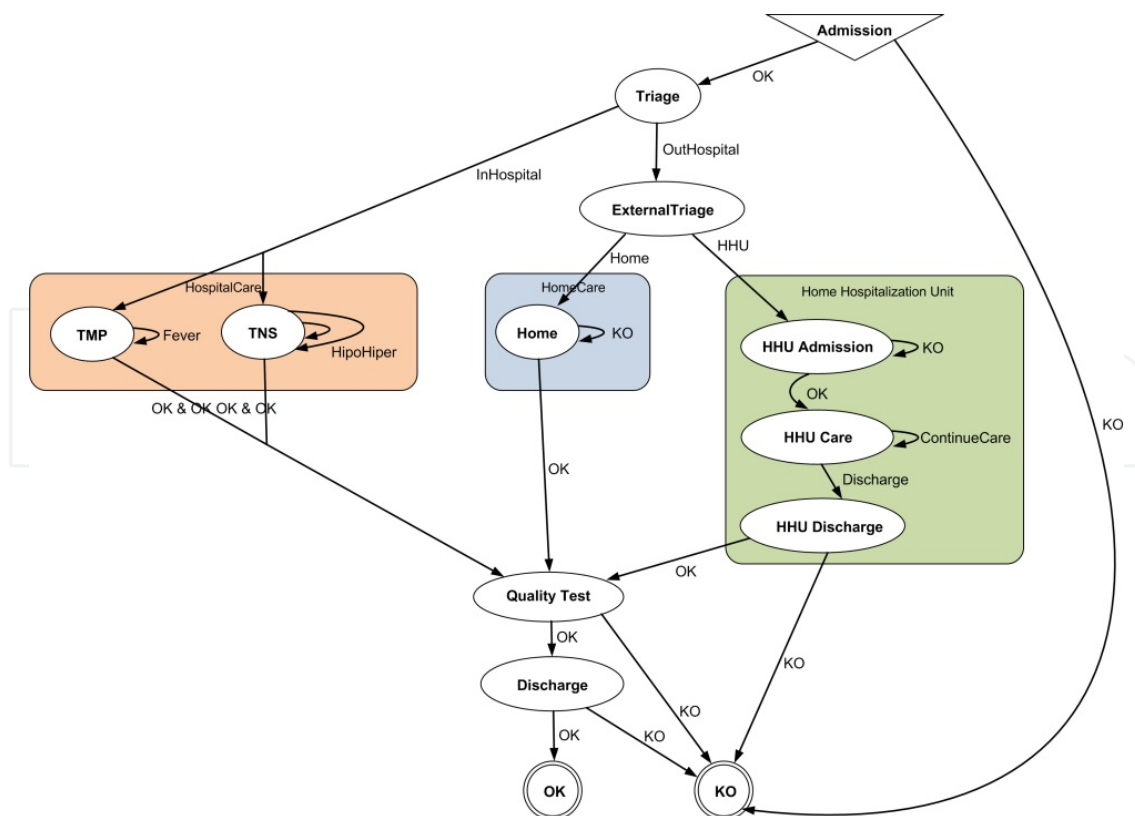 Admission
OK
Triage
OutHospital
InHospital
ExternalTriage
HHU
Home
HospitalCare
HomeCare
Home Hospitalization Unit
TMP
Fever
TNS
HipoHiper
Home
KO
HHU Admission
KO
OK
OK & OK OK & OK
HHU Care
ContinueCare
KO
OK
Discharge
HHU Discharge
OK
Quality Test
OK
KO
Discharge
KO
OK
KO
OK
KO